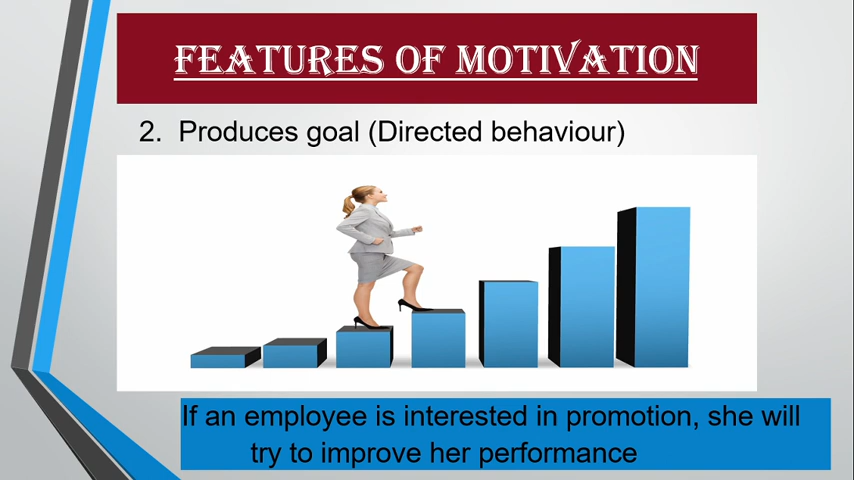 FEATURES OF MOTIVATION
2. Produces goal (Directed behaviour)
If an employee is interested in promotion, she will
try to improve her performance